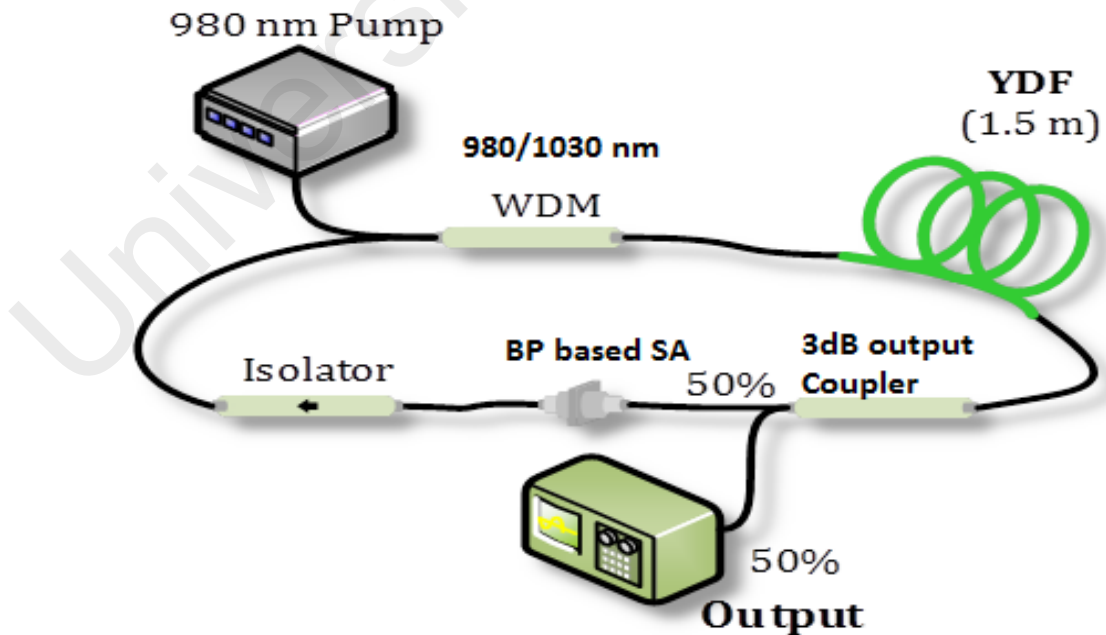 980 nm Pump
YDF
(1.5 m)
980/1030 nm
WDM
BP based SA
3dB output
Coupler
Isolator
50%
50%
Output
Universi